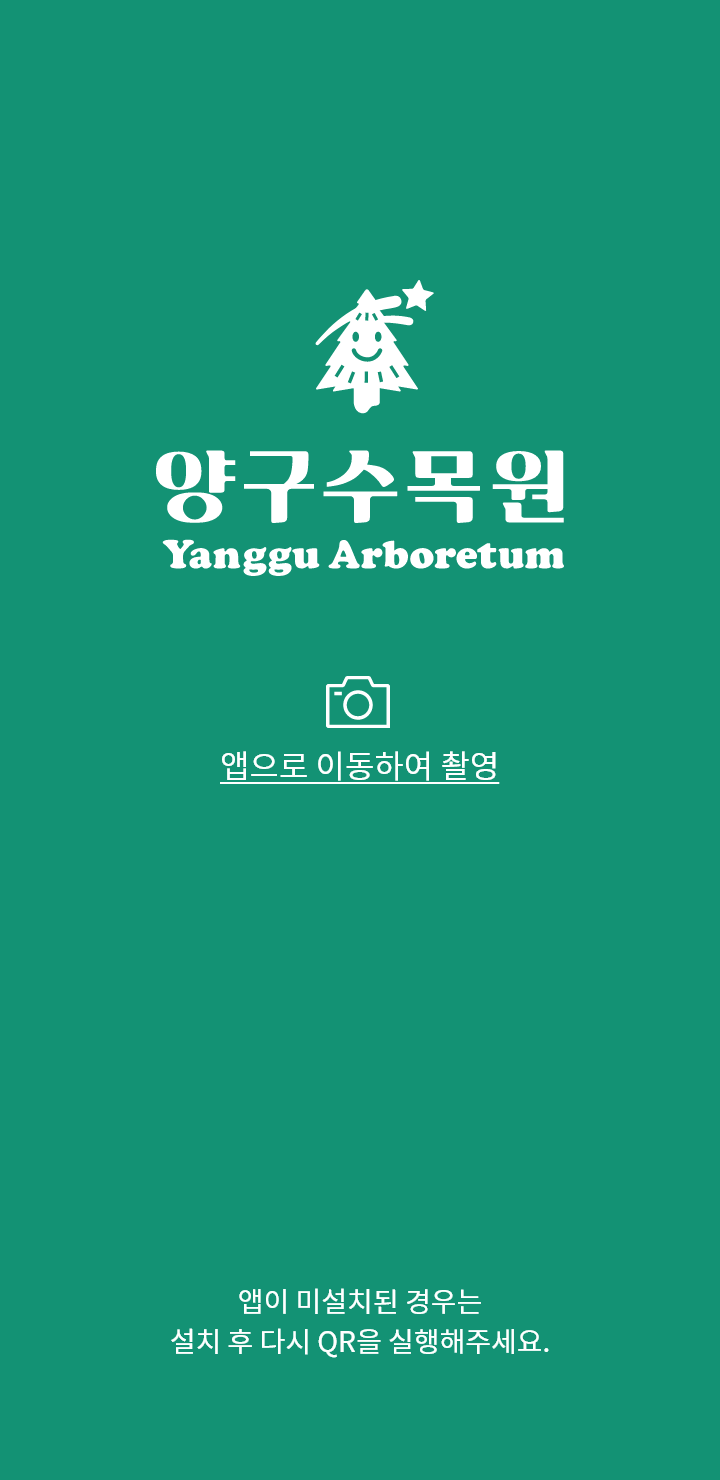 양구수목원
Yanggu Arboretum
앱으로 이동하여 촬영
앱이 미설치된 경우는
설치 후 다시 QR을 실행해주세요.